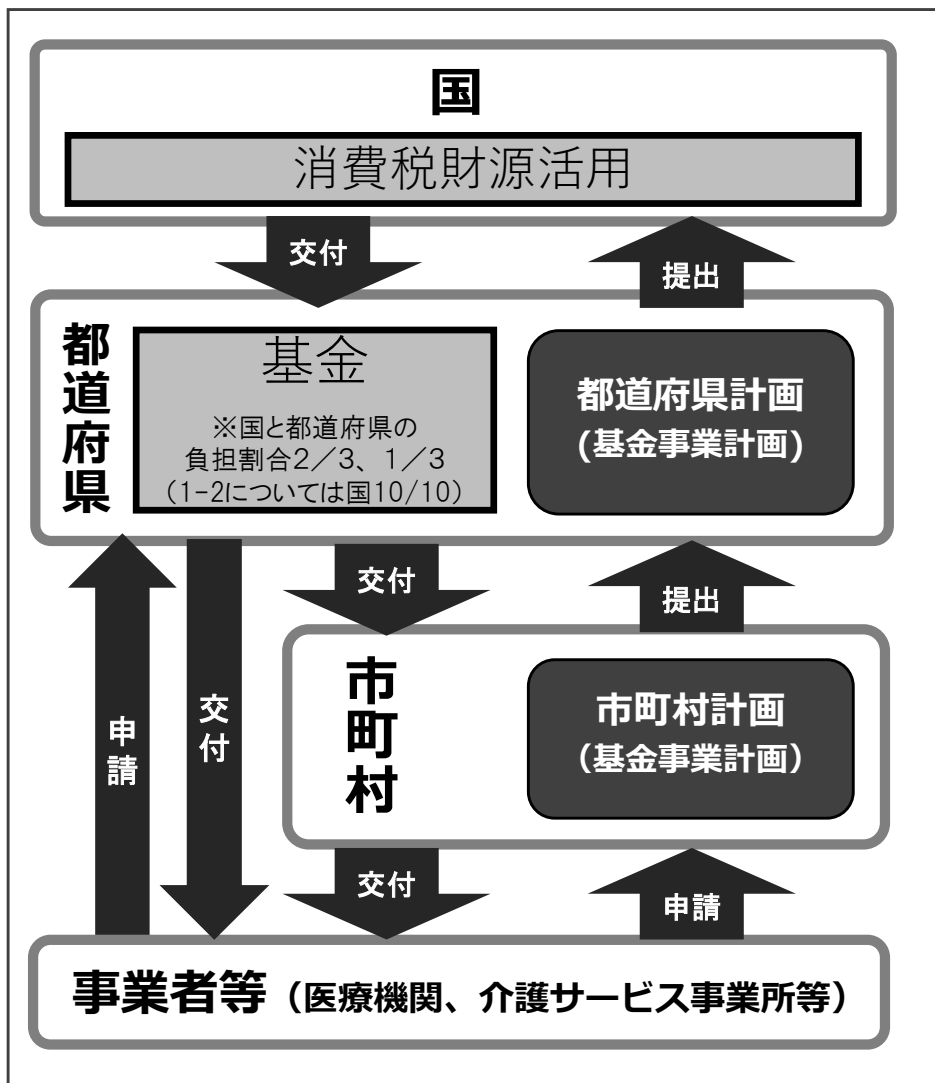 国
消費税財源活用
交付
提出
都道府県
基金
※国と都道府県の
負担割合2/3、1/3
(1-2については国10/10)
都道府県計画
(基金事業計画)
交付
提出
申請
交付
市町村
市町村計画
(基金事業計画)
交付
申請
事業者等(医療機関、介護サービス事業所等)